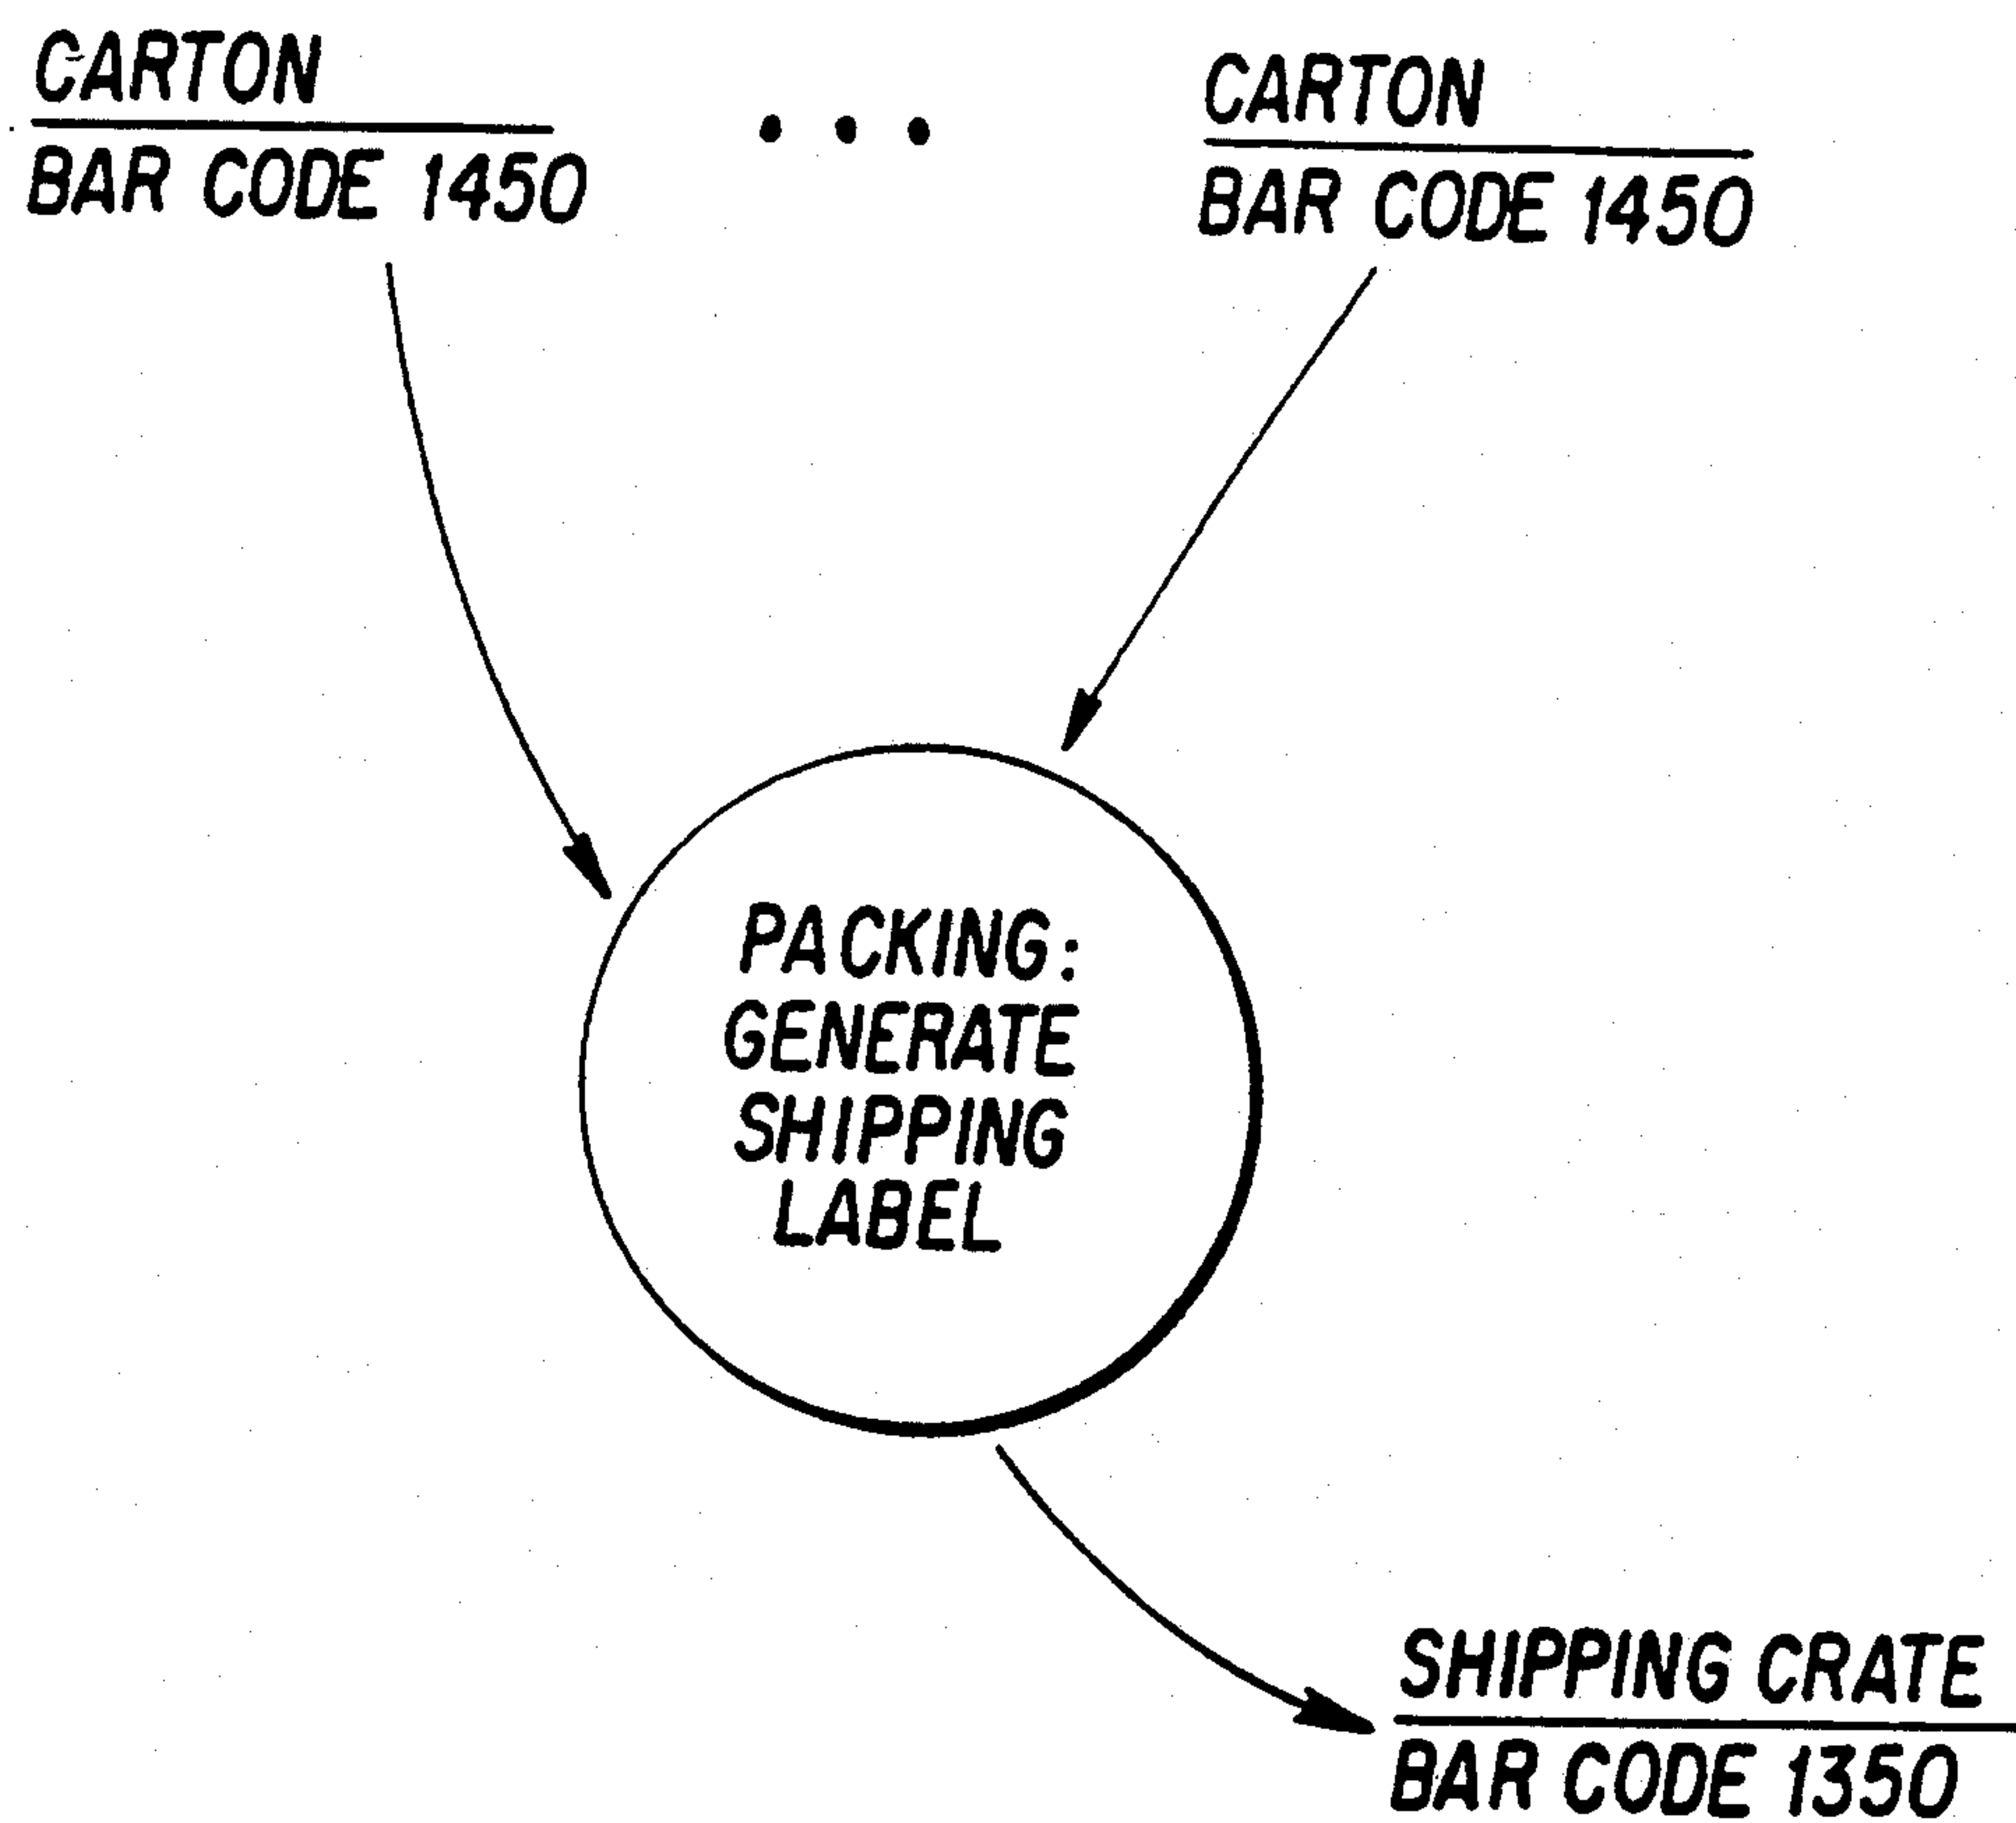 CARTON
BAR CODE 1450
CARTON
BAR CODE 1450
PACKING:
GENERATE
SHIPPING
LABEL
SHIPPING CRATE
BAR CODE 1350